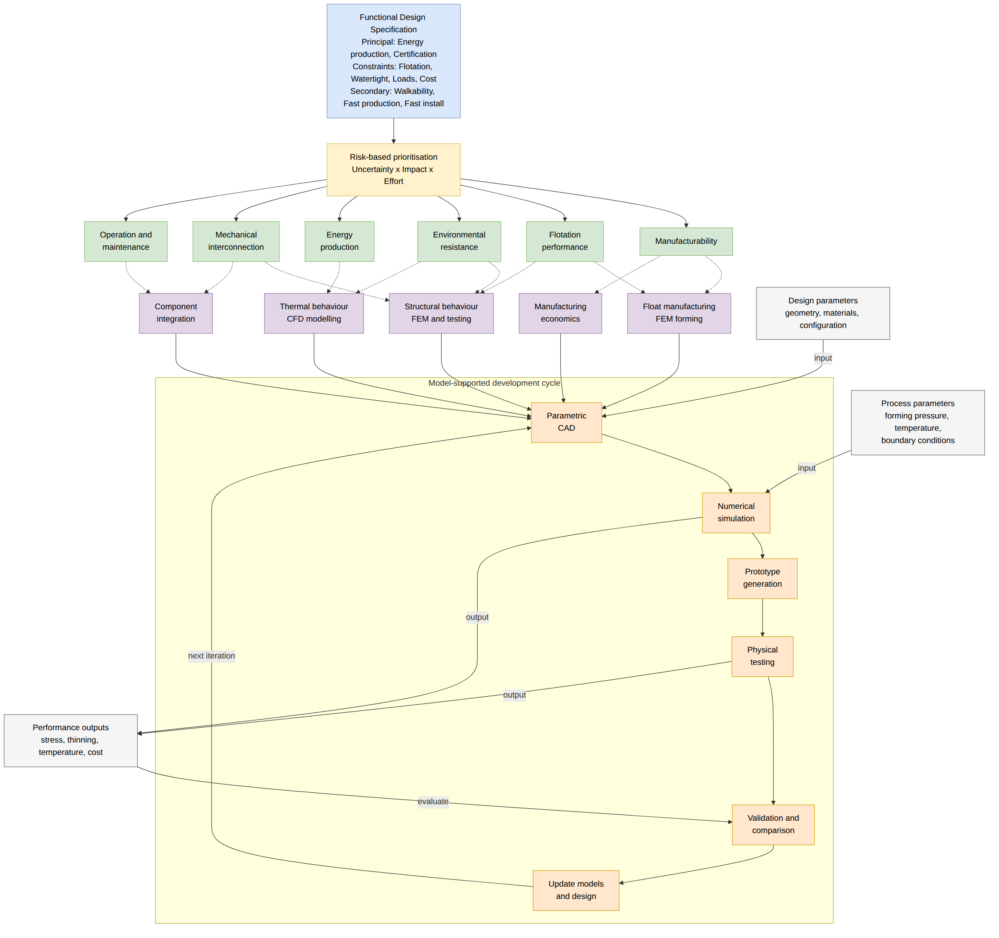 Functional Design
Specification
Principal: Energy
production, Certification
Constraints: Flotation,
Watertight, Loads, Cost
Secondary: Walkability,
Fast production, Fast install
Risk-based prioritisation
Uncertainty x Impact x
Effort
Operation and
maintenance
Mechanical
interconnection
Energy
production
Environmental
resistance
Flotation
performance
Manufacturability
Component
integration
Thermal behaviour
CFD modelling
Structural behaviour
FEM and testing
Manufacturing
economics
Float manufacturing
FEM forming
Design parameters
geometry, materials,
configuration
input
Model-supported development cycle
Parametric
CAD
Process parameters
forming pressure,
temperature,
boundary conditions
input
Numerical
simulation
Prototype
generation
output
Physical
testing
next iteration
output
Performance outputs
stress, thinning,
temperature, cost
evaluate
Validation and
comparison
Update models
and design